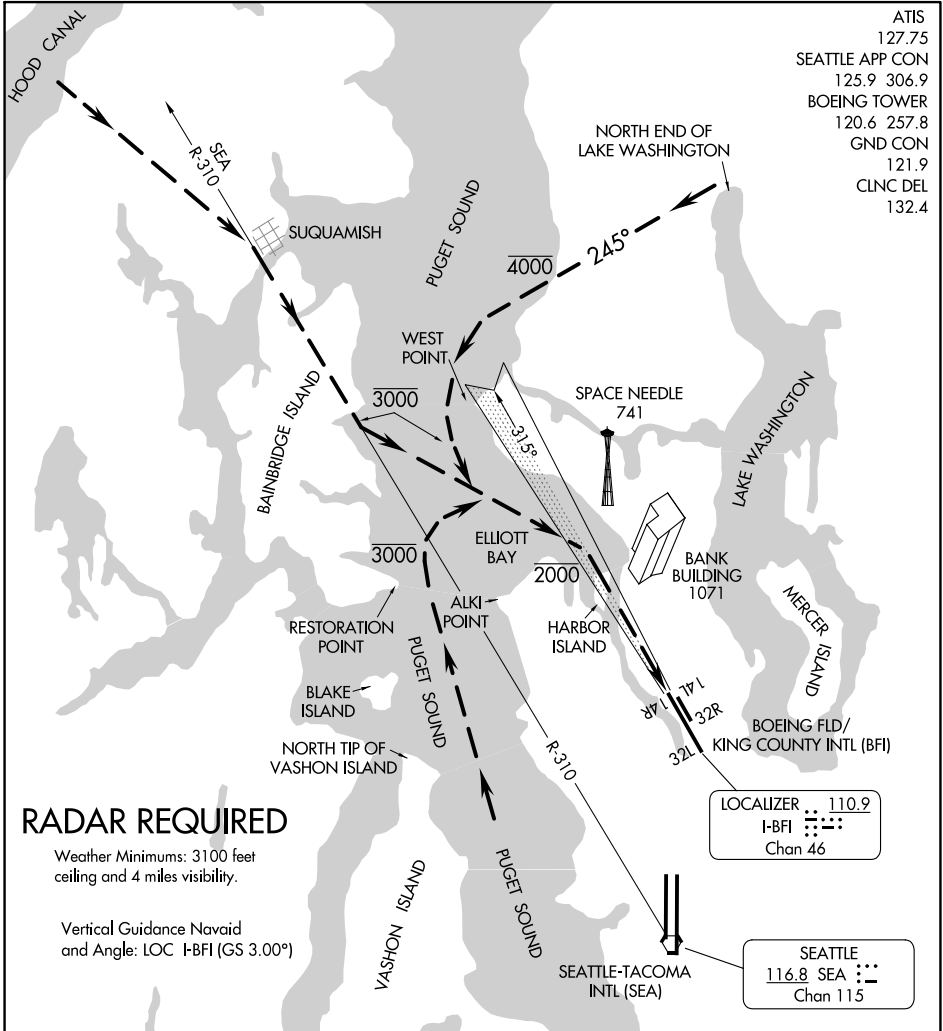 ATIS
127.75
SEATTLE APP CON
125.9 306.9
BOEING TOWER
120.6 257.8
GND CON
121.9
CLNC DEL
132.4
HOOD CANAL
SEA
R-310
NORTH END OF
LAKE WASHINGTON
SUQUAMISH
PUGET SOUND
4000
245°
WEST
POINT
3000
BAINBRIDGE ISLAND
315°
SPACE NEEDLE
741
LAKE WASHINGTON
ELLIOTT
BAY
3000
2000
BANK
BUILDING
1071
RESTORATION
POINT
ALKI
POINT
HARBOR
ISLAND
MERCER
ISLAND
PUGET SOUND
BLAKE
ISLAND
14R
14L
32R
32L
BOEING FLD/
KING COUNTY INTL (BFI)
NORTH TIP OF
VASHON ISLAND
R-310
LOCALIZER 110.9
I-BFI
Chan 46
RADAR REQUIRED
Weather Minimums: 3100 feet
ceiling and 4 miles visibility.
Vertical Guidance Navaid
and Angle: LOC I-BFI (GS 3.00°)
VASHON ISLAND
PUGET SOUND
SEATTLE-TACOMA
INTL (SEA)
SEATTLE
116.8 SEA
Chan 115